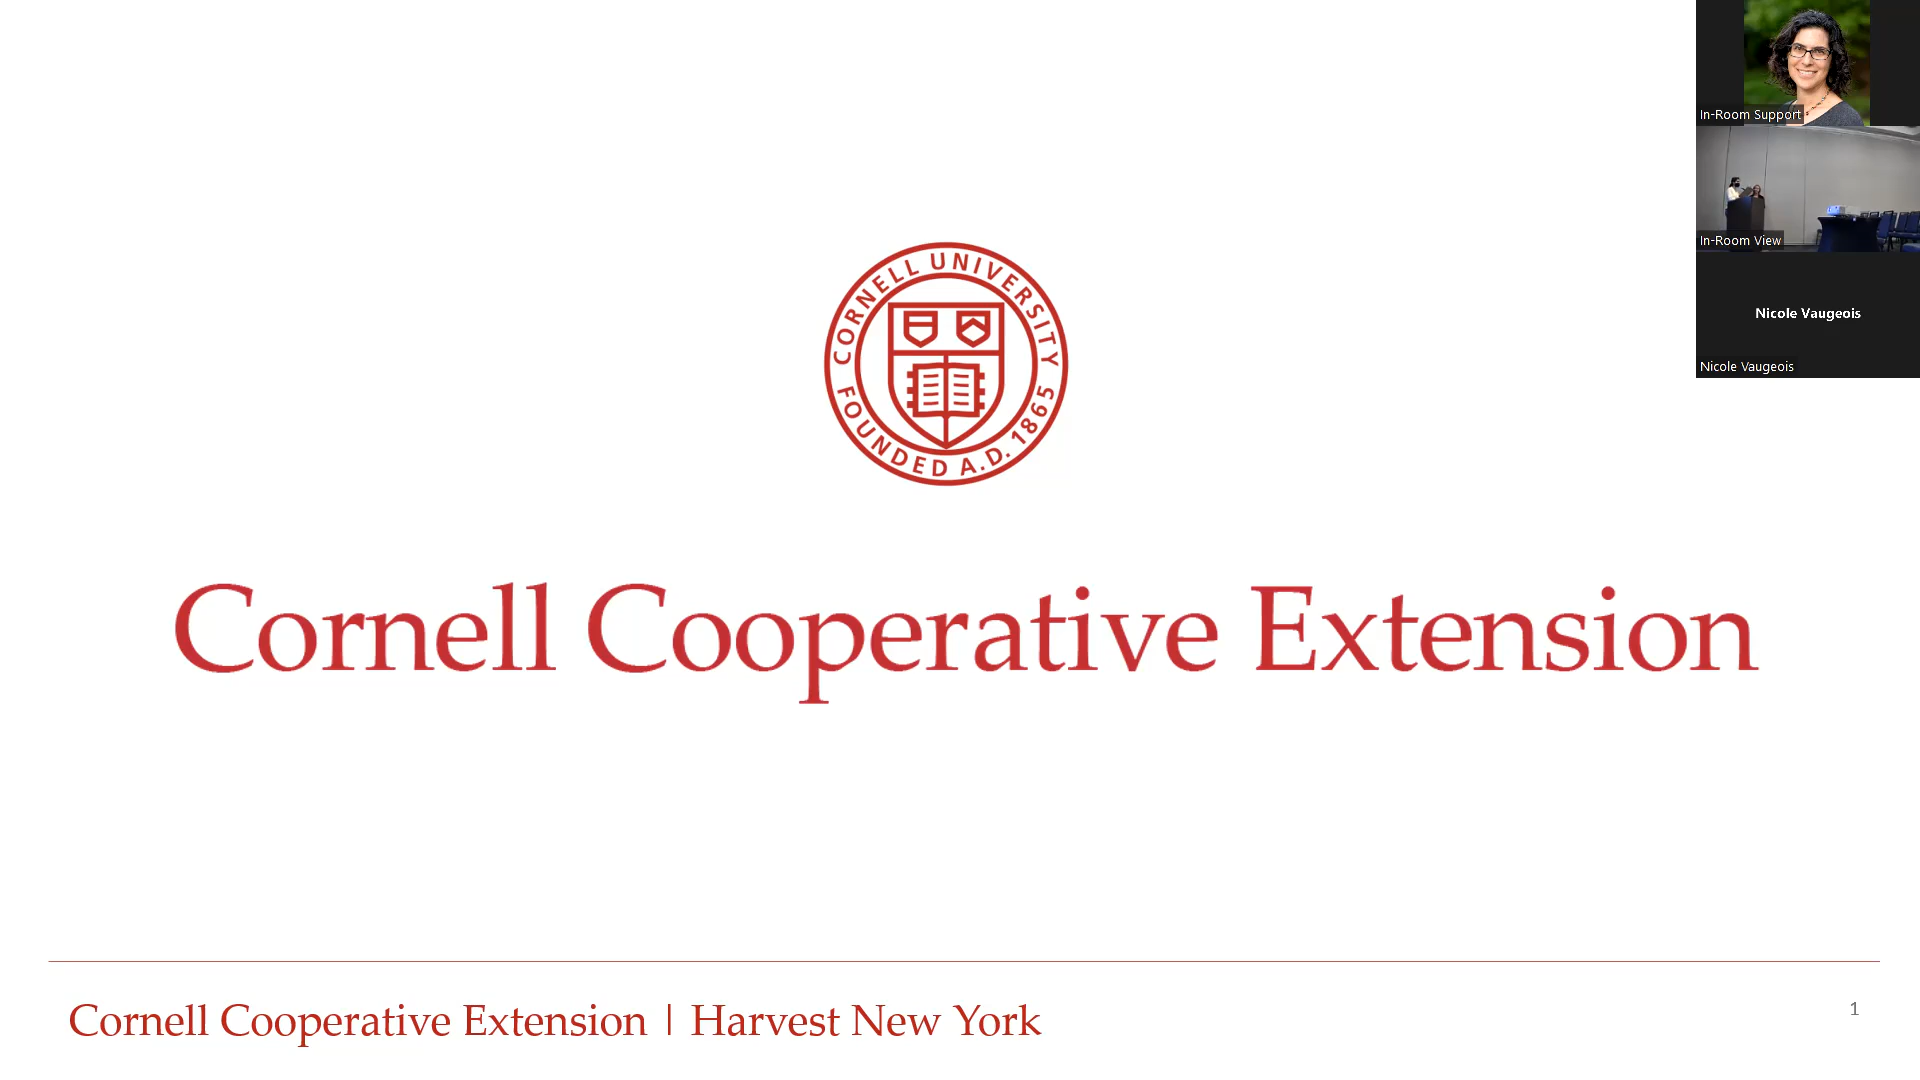 In-Room Support
In-Room View
Nicole Vaugeois
Nicole Vaugeois
CORNELL UNIVERSITY
FOUNDED A.D. 1865
Cornell Cooperative Extension
Cornell Cooperative Extension | Harvest New York
1